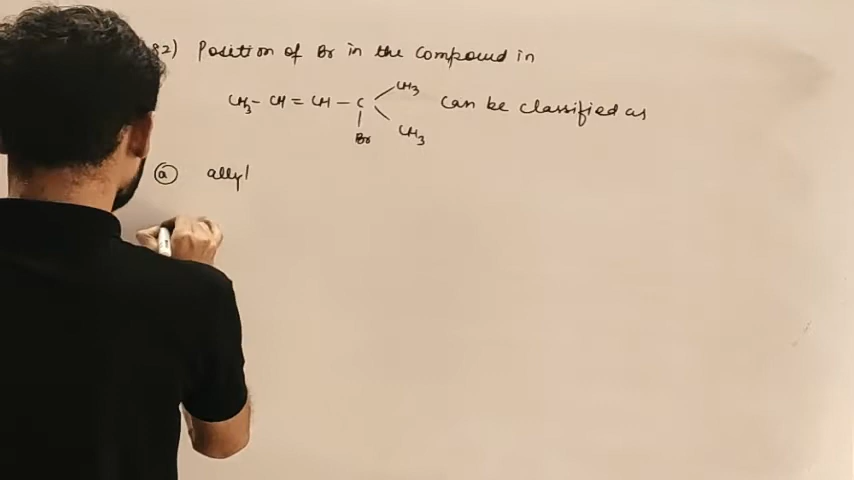 82) Position of Br in the compound in
CH3
CH3- CH = CH — C can be classified as
Br CH3
ⓐ allyl